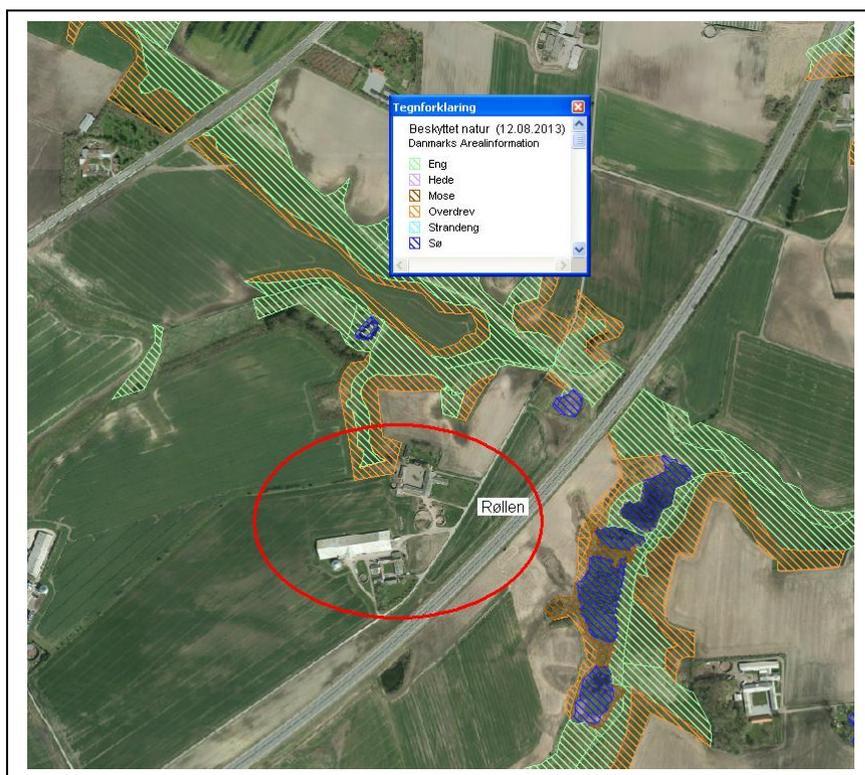 Tegnforklaring
Beskyttet natur (12.08.2013)
Danmarks Arealinformation
Eng
Hede
Mose
Overdrev
Strandeng
Sø
Røllen